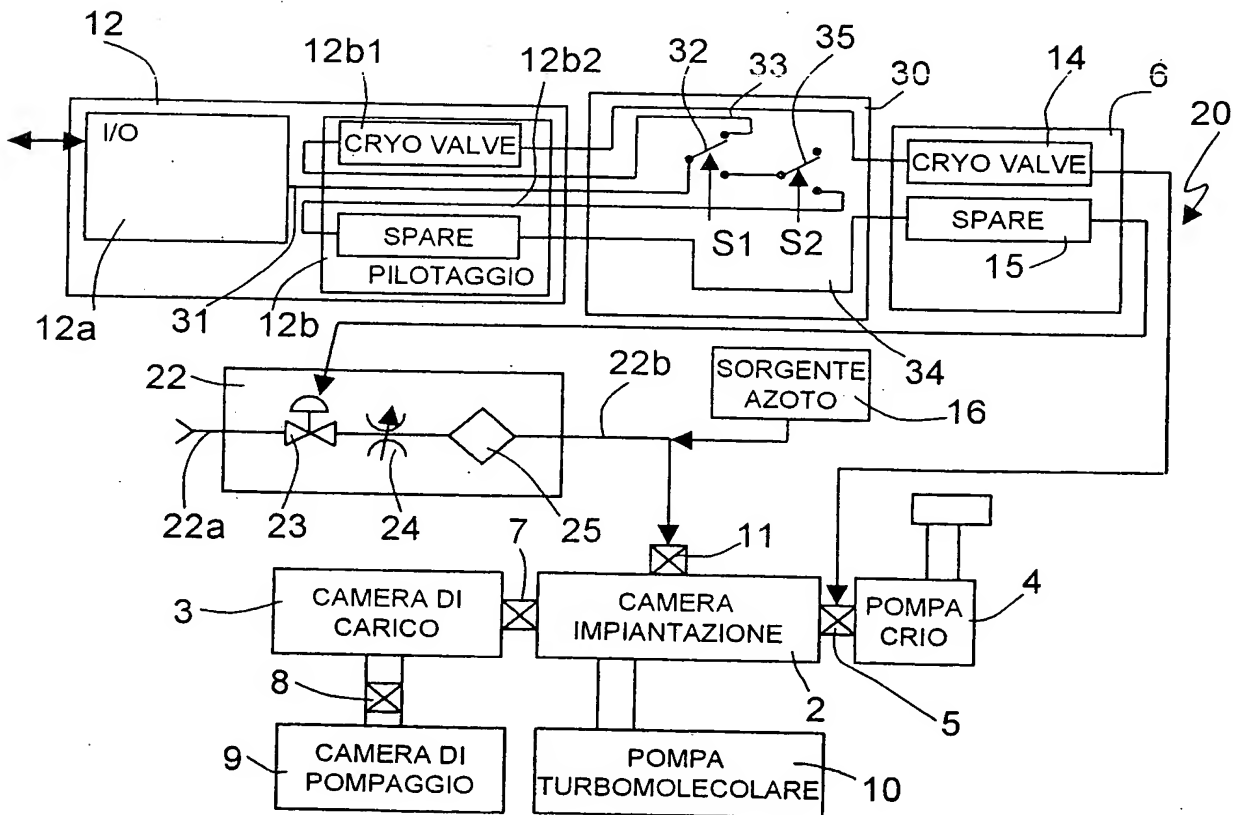 12
12b1
12b2
32
33
35
30
14
6
20
I/O
CRYO VALVE
CRYO VALVE
SPARE
S1
S2
SPARE
15
PILOTAGGIO
12a
31
12b
34
22
22b
SORGENTE
AZOTO
16
22a
23
24
25
7
11
3
CAMERA DI
CARICO
CAMERA
IMPIANTAZIONE
POMPA
CRIO
4
8
2
5
9
CAMERA DI
POMPAGGIO
POMPA
TURBOMOLECOLARE
10